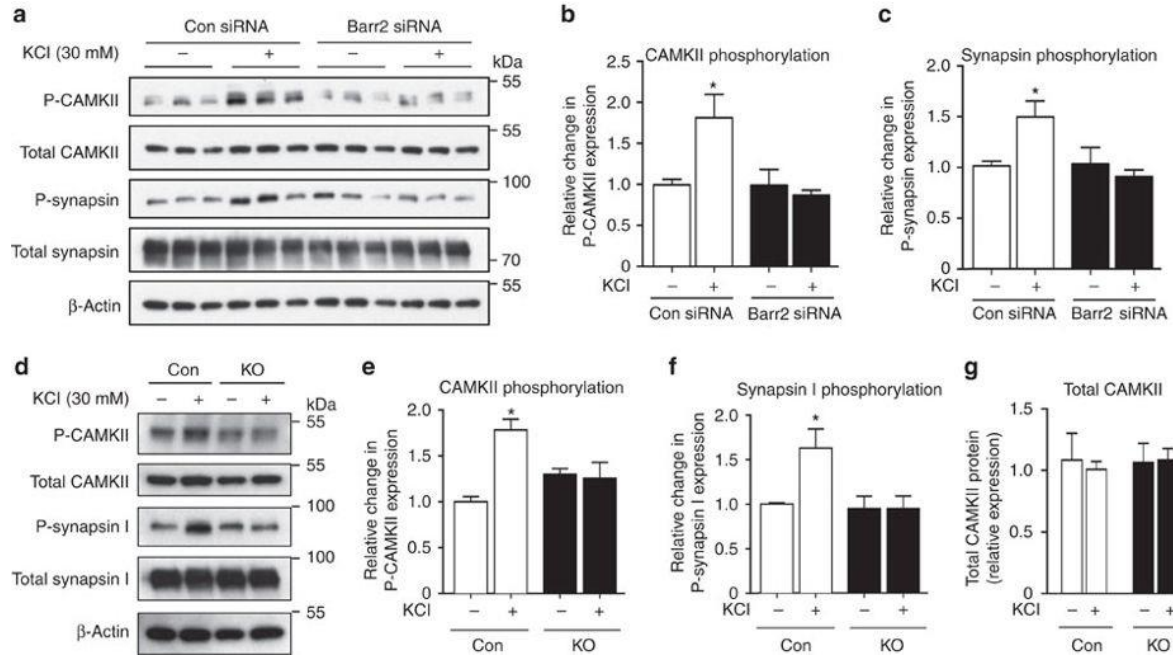 a
Con siRNA Barr2 siRNA
KCl (30 mM) – + – + kDa
P-CAMKII 55
Total CAMKII 55
P-synapsin 100
Total synapsin 70
β-Actin 55
b
CAMKII phosphorylation
Relative change in
P-CAMKII expression
2.5
2.0
1.5
1.0
0.5
0
*
KCl – + – +
Con siRNA Barr2 siRNA
c
Synapsin phosphorylation
Relative change in
P-synapsin expression
2.0
1.5
1.0
0.5
0
*
KCl – + – +
Con siRNA Barr2 siRNA
d
Con KO
KCl (30 mM) – + – + kDa
P-CAMKII 55
Total CAMKII 55
P-synapsin I 100
Total synapsin I 100
β-Actin 55
e
CAMKII phosphorylation
Relative change in
P-CAMKII expression
2.0
1.5
1.0
0.5
0
*
KCl – + – +
Con KO
f
Synapsin I phosphorylation
Relative change in
P-synapsin I expression
2.0
1.5
1.0
0.5
0
*
KCl – + – +
Con KO
g
Total CAMKII
Total CAMKII protein
(relative expression)
1.5
1.0
0.5
0
KCl – + – +
Con KO